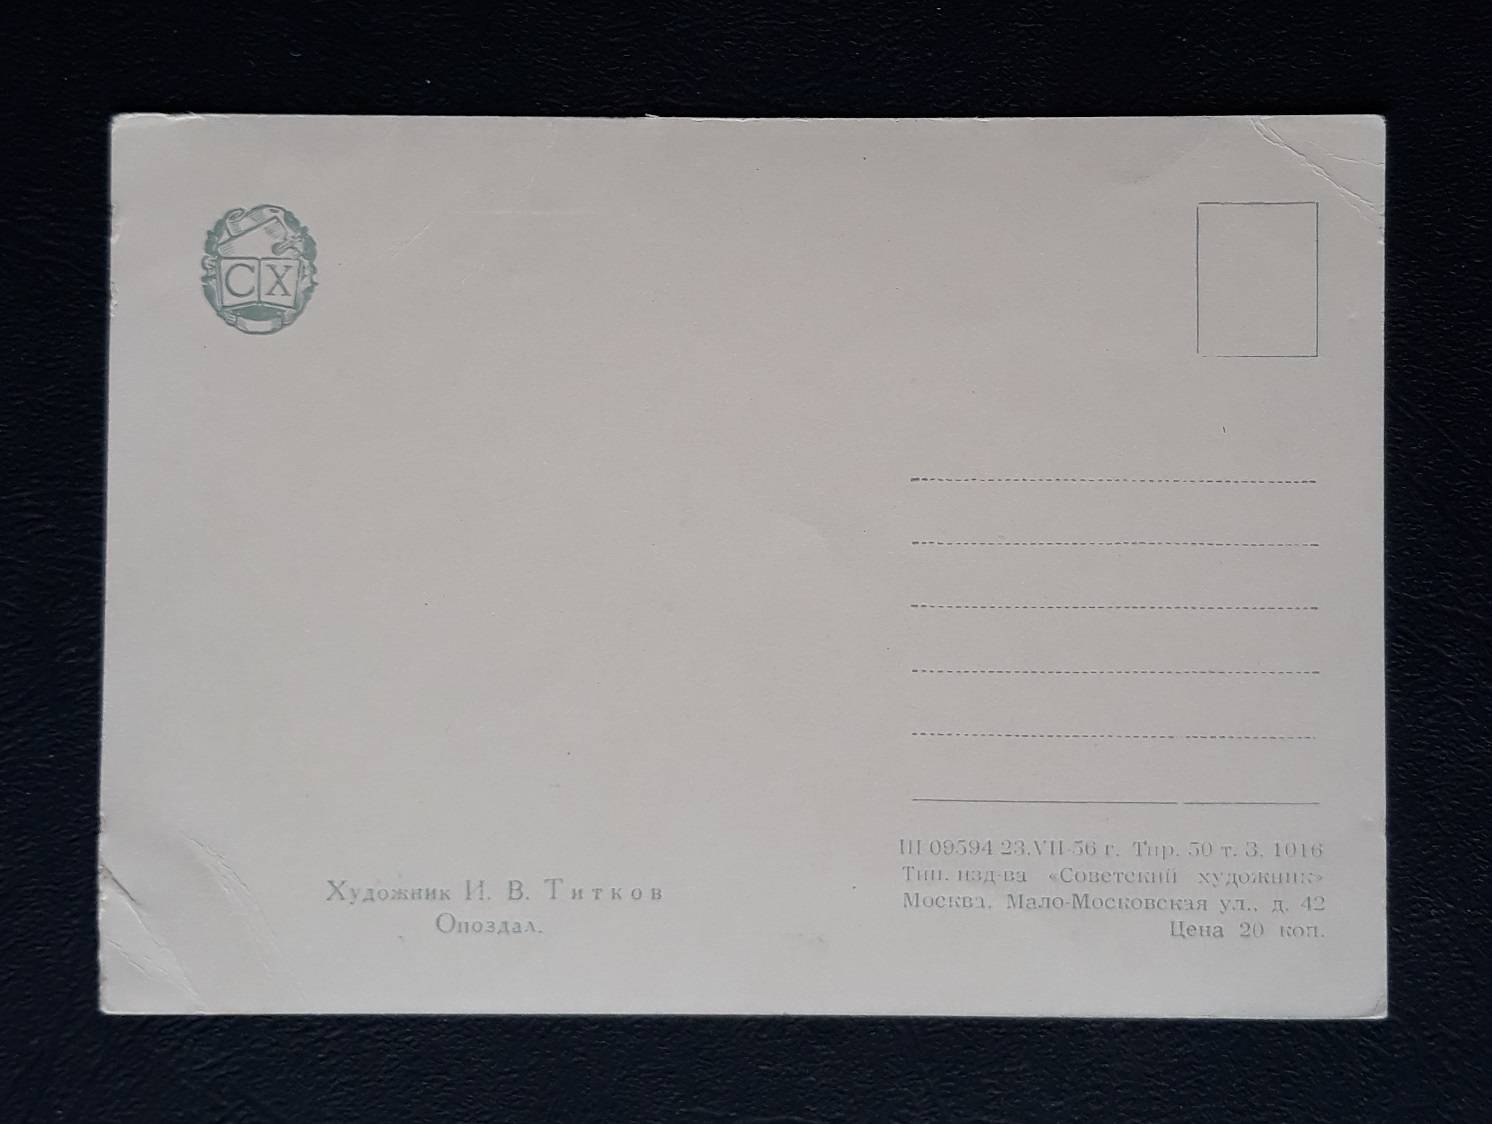 СХ
Художник И. В. Титков
Опоздал.
Ш 09594 23.VII-56 г. Тир. 50 т. З. 1016
Тип. изд-ва «Советский художник»
Москва, Мало-Московская ул., д. 42
Цена 20 коп.